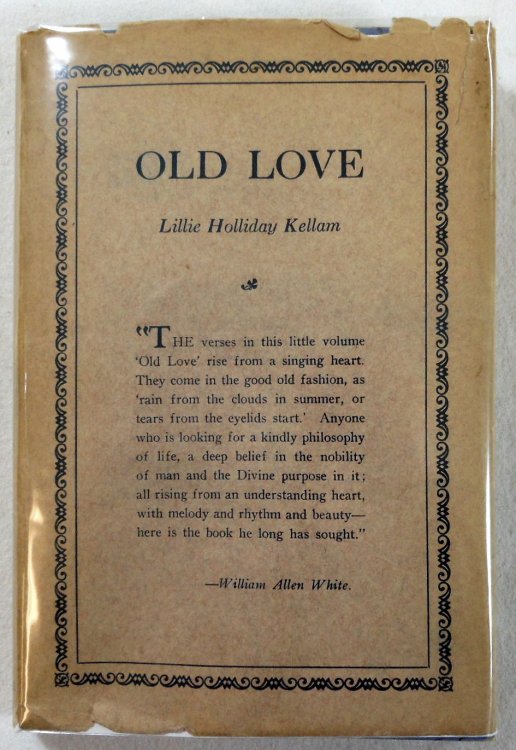 OLD LOVE
Lillie Holliday Kellam
"THE verses in this little volume
'Old Love' rise from a singing heart.
They come in the good old fashion, as
'rain from the clouds in summer, or
tears from the eyelids start.' Anyone
who is looking for a kindly philosophy
of life, a deep belief in the nobility
of man and the Divine purpose in it;
all rising from an understanding heart,
with melody and rhythm and beauty—
here is the book he long has sought."
—William Allen White.